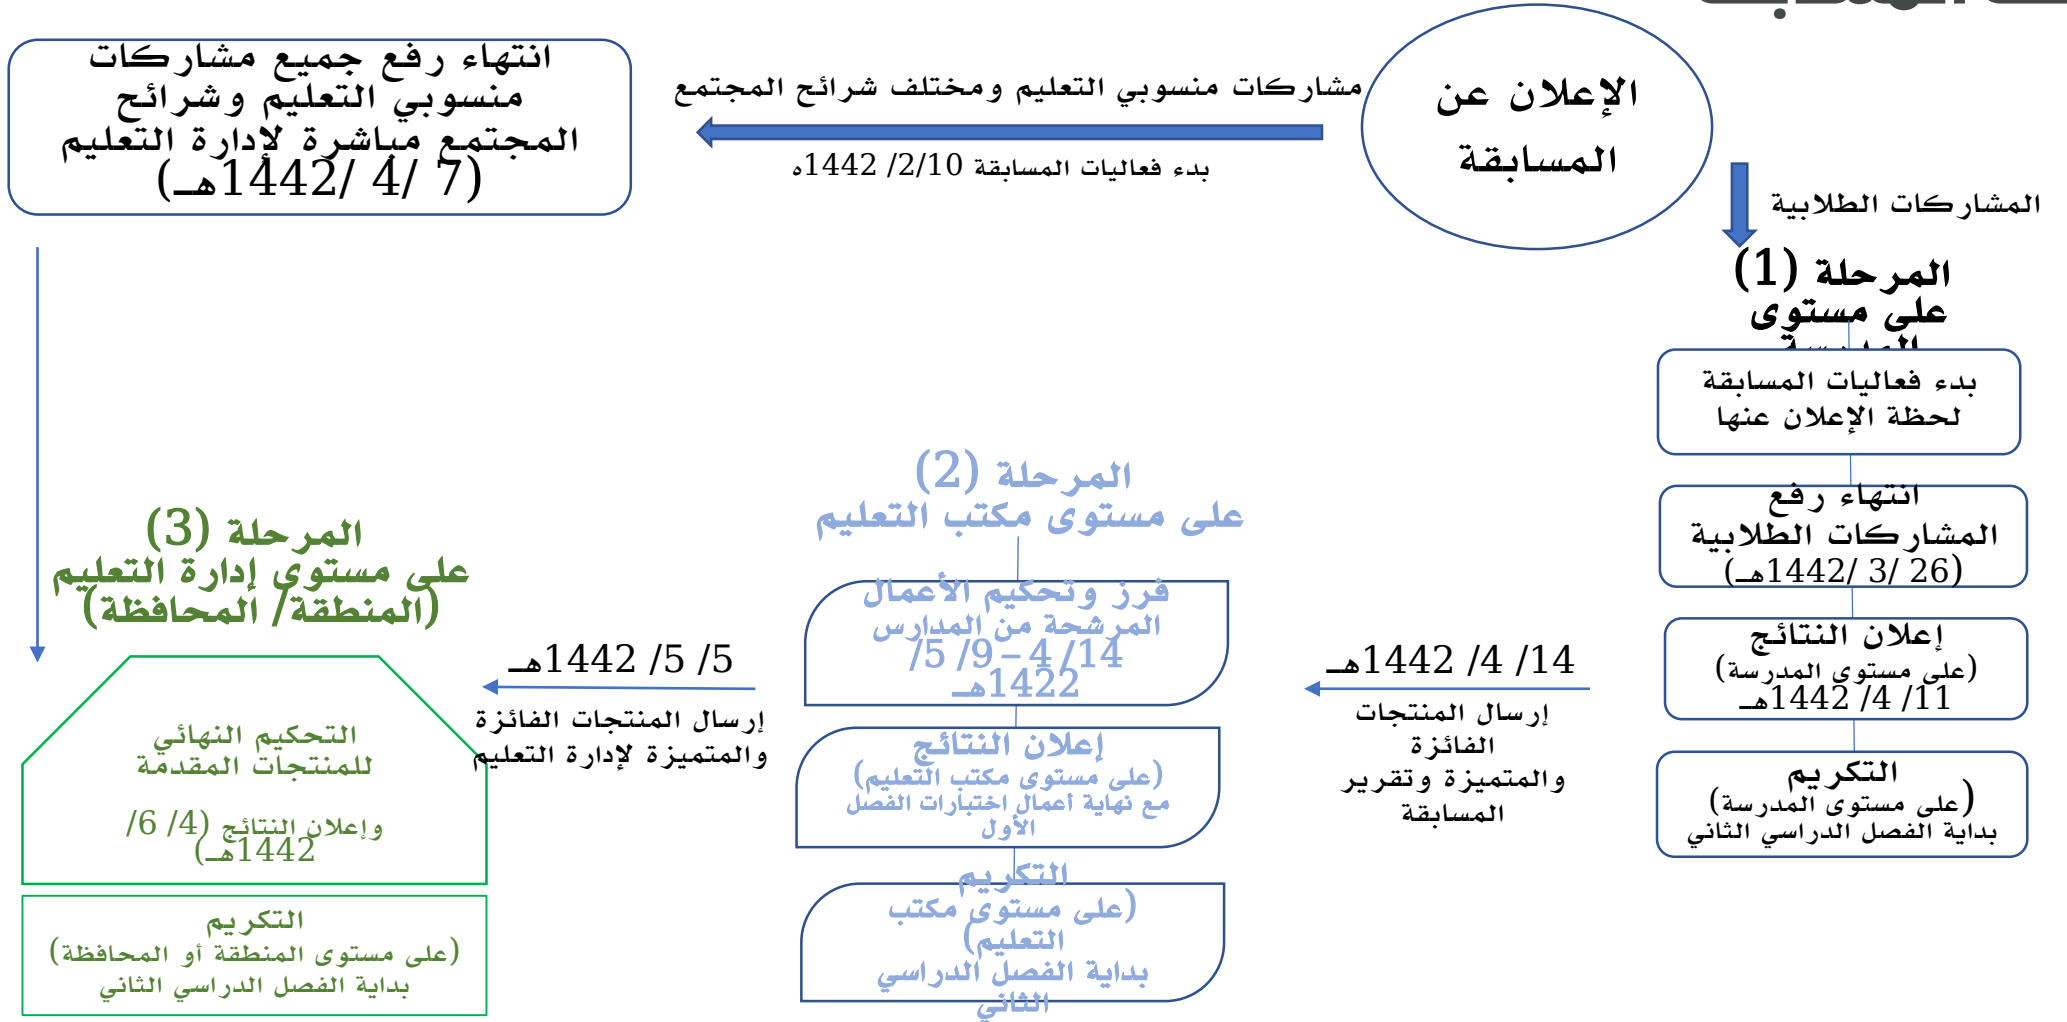 الإعلان عن
المسابقة
مشاركات منسوبي التعليم ومختلف شرائح المجتمع
بدء فعاليات المسابقة 2/10/ 1442ه
انتهاء رفع جميع مشاركات
منسوبي التعليم وشرائح
المجتمع مباشرة لإدارة التعليم
(7 /4 /1442هـ)
المشاركات الطلابية
المرحلة (1)
على مستوى
المدرسة
بدء فعاليات المسابقة
لحظة الإعلان عنها
انتهاء رفع
المشاركات الطلابية
(26 /3 /1442هـ)
إعلان النتائج
(على مستوى المدرسة)
11/ 4/ 1442هـ
التكريم
(على مستوى المدرسة)
بداية الفصل الدراسي الثاني
14/ 4/ 1442هـ
إرسال المنتجات
الفائزة
والمتميزة وتقرير
المسابقة
المرحلة (2)
على مستوى مكتب التعليم
فرز وتحكيم الأعمال
المرشحة من المدارس
14/ 4 – 9/ 5/
1422هـ
إعلان النتائج
(على مستوى مكتب التعليم)
مع نهاية أعمال اختبارات الفصل
الأول
التكريم
(على مستوى مكتب
التعليم)
بداية الفصل الدراسي
الثاني
5/ 5/ 1442هـ
إرسال المنتجات الفائزة
والمتميزة لإدارة التعليم
المرحلة (3)
على مستوى إدارة التعليم
(المنطقة/ المحافظة)
التحكيم النهائي
للمنتجات المقدمة
وإعلان النتائج (4/ 6/
1442هـ)
التكريم
(على مستوى المنطقة أو المحافظة)
بداية الفصل الدراسي الثاني